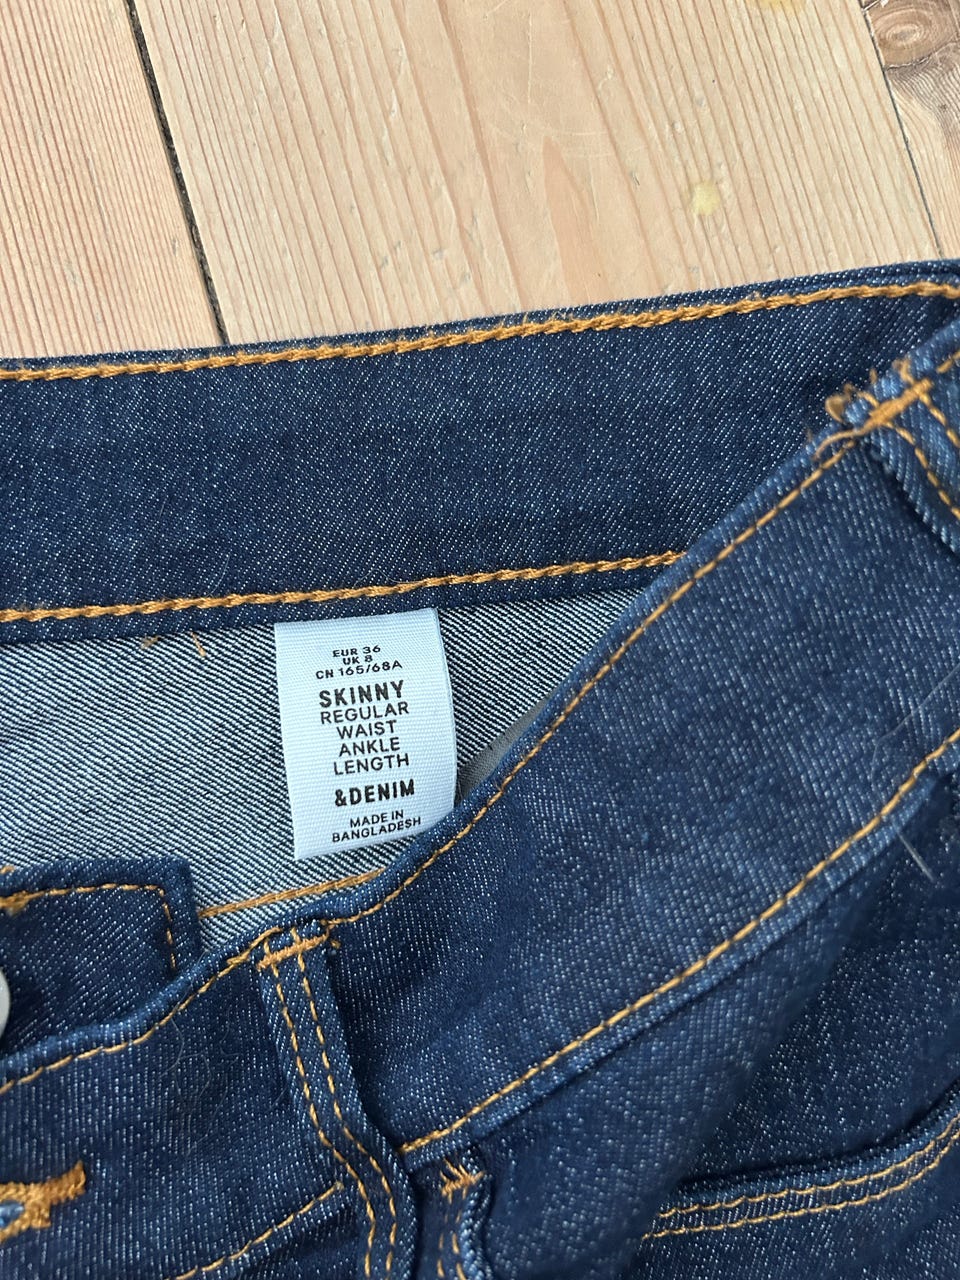 EUR 36
UK 8
CN 165/68A
SKINNY
REGULAR
WAIST
ANKLE
LENGTH
&DENIM
MADE IN
BANGLADESH